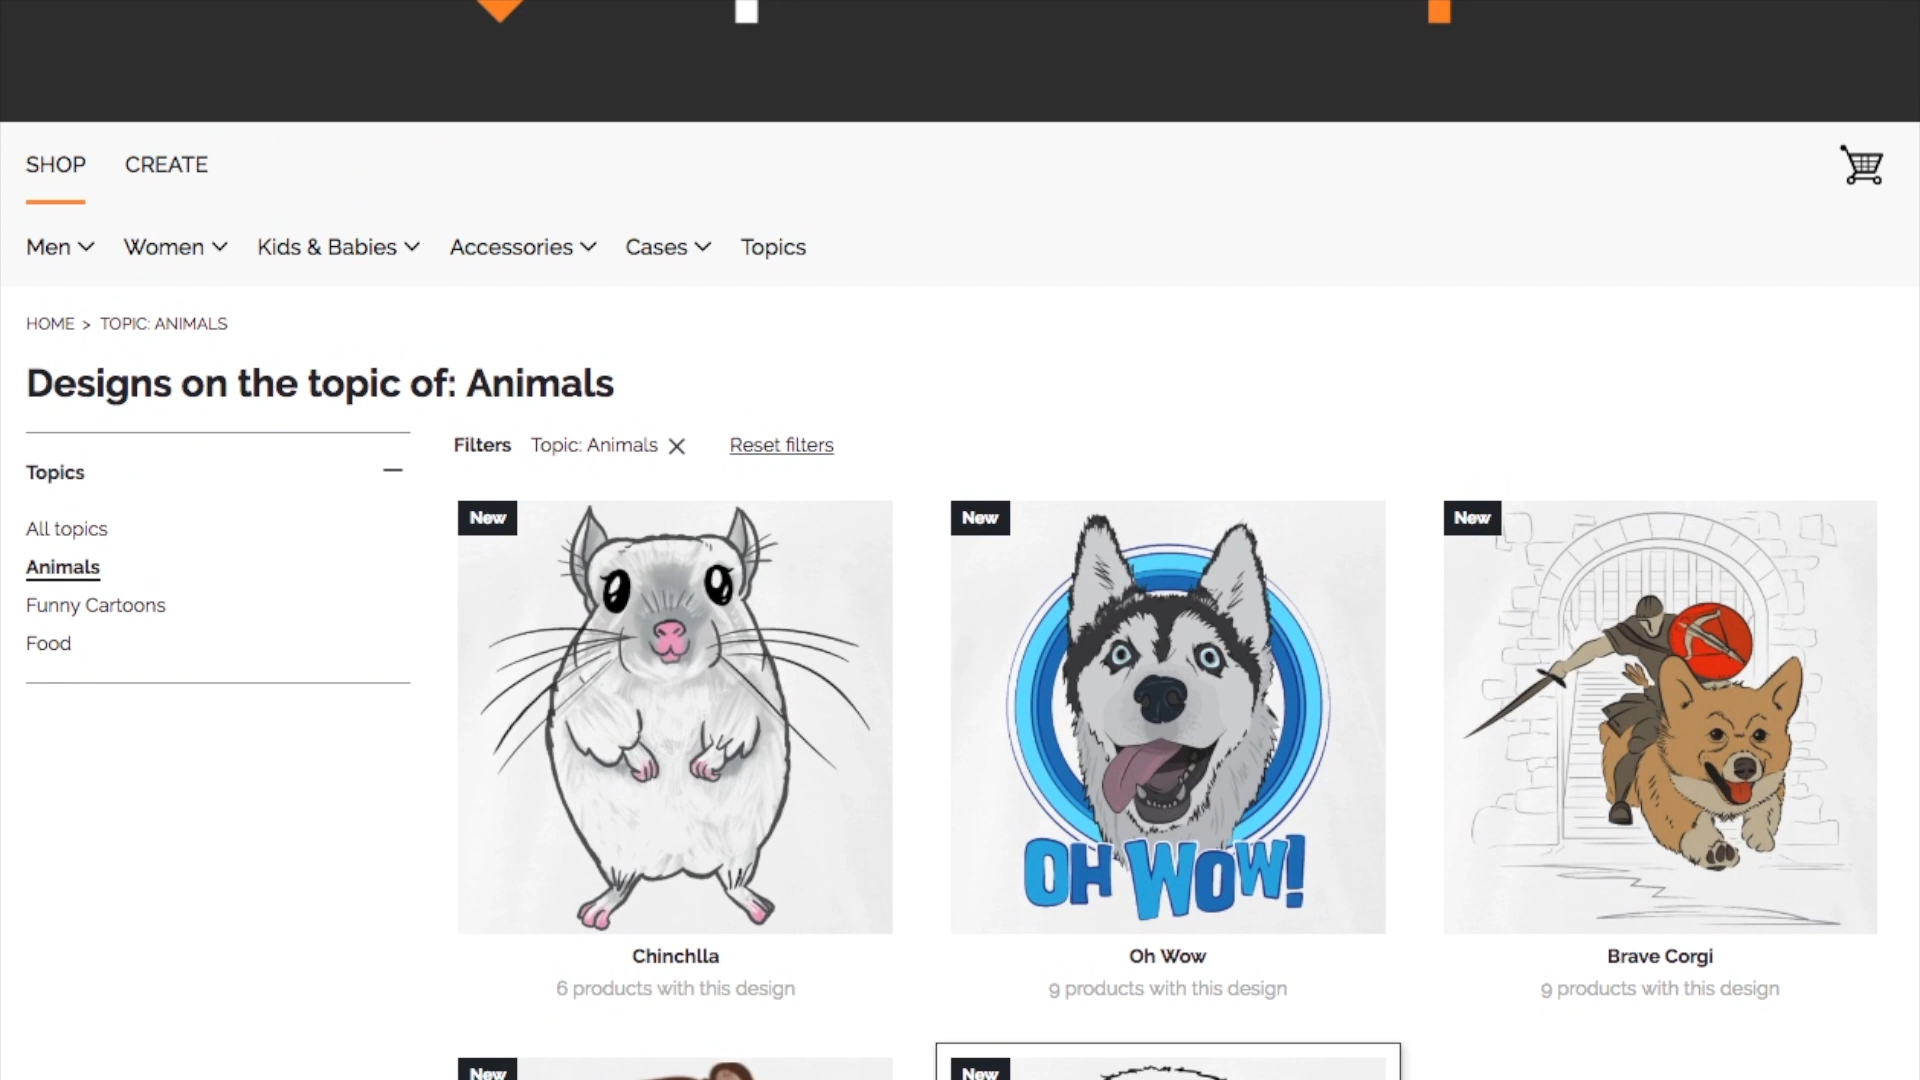 SHOP CREATE
Men Women Kids & Babies Accessories Cases Topics
HOME > TOPIC: ANIMALS
Designs on the topic of: Animals
Filters Topic: Animals Reset filters
Topics
All topics
Animals
Funny Cartoons
Food
New New New
OH WOW!
Chinchlla Oh Wow Brave Corgi
6 products with this design 9 products with this design 9 products with this design
New New